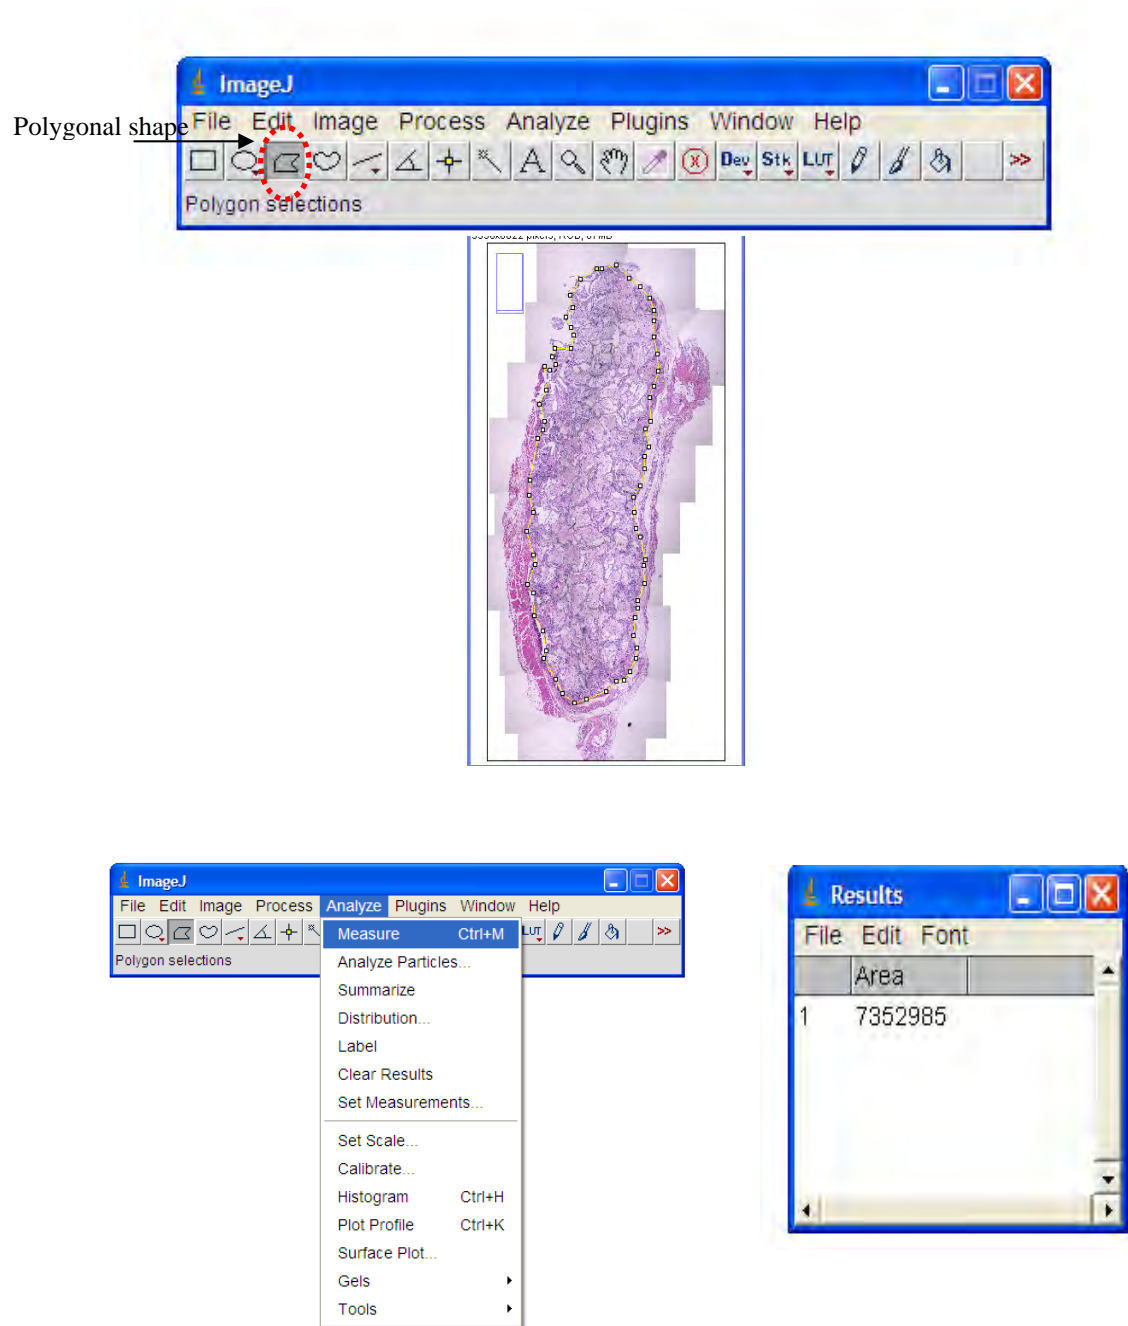 ImageJ
Polygonal shape
File Edit Image Process Analyze Plugins Window Help
A Dev Stk LUT >>
Polygon selections
pixels, RGB,
ImageJ
File Edit Image Process Analyze Plugins Window Help
LUT >>
Polygon selections
Measure Ctrl+M
Analyze Particles...
Summarize
Distribution...
Label
Clear Results
Set Measurements...
Set Scale...
Calibrate...
Histogram Ctrl+H
Plot Profile Ctrl+K
Surface Plot...
Gels
Tools
Results
File Edit Font
Area
1 7352985